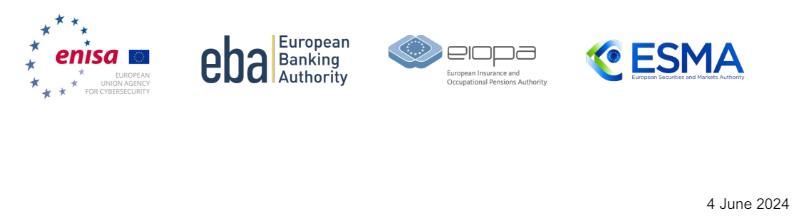 enisa
EUROPEAN
UNION AGENCY
FOR CYBERSECURITY
eba
European
Banking
Authority
eiopa
European Insurance and
Occupational Pensions Authority
ESMA
European Securities and Markets Authority
4 June 2024